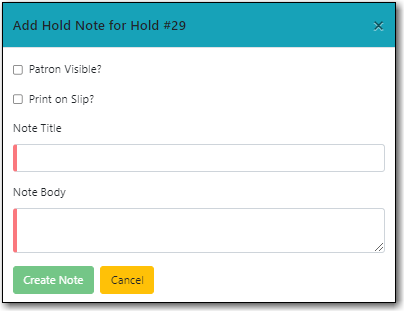 Add Hold Note for Hold #29 ×
Patron Visible?
Print on Slip?
Note Title
Note Body
Create Note Cancel